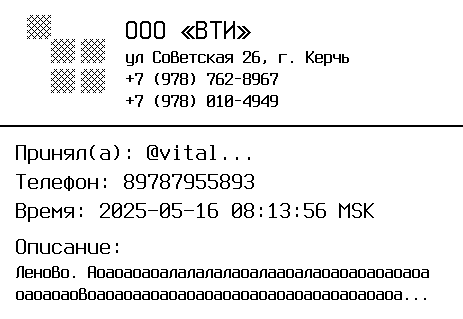 ООО «ВТИ»
ул Советская 26, г. Керчь
+7 (978) 762-8967
+7 (978) 010-4949
Принял(а): @vital...
Телефон: 89787955893
Время: 2025-05-16 08:13:56 MSK
Описание:
Леново. Аоаоаоаоалалалалаоалааоалаоаоаоаоаоаоа
оаоаоаоВоаоаоаоаоаоаоаоаоаоаоаоаоаоаоаоаоаоа...